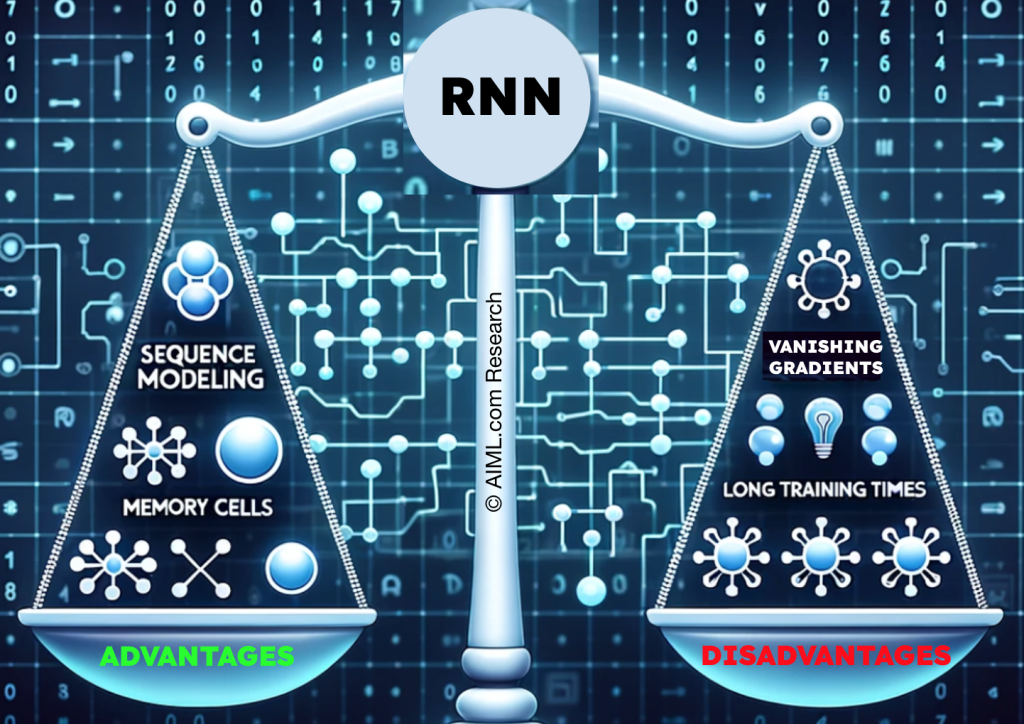 RNN
SEQUENCE
MODELING
MEMORY CELLS
ADVANTAGES
© AIML.com Research
VANISHING
GRADIENTS
LONG TRAINING TIMES
DISADVANTAGES